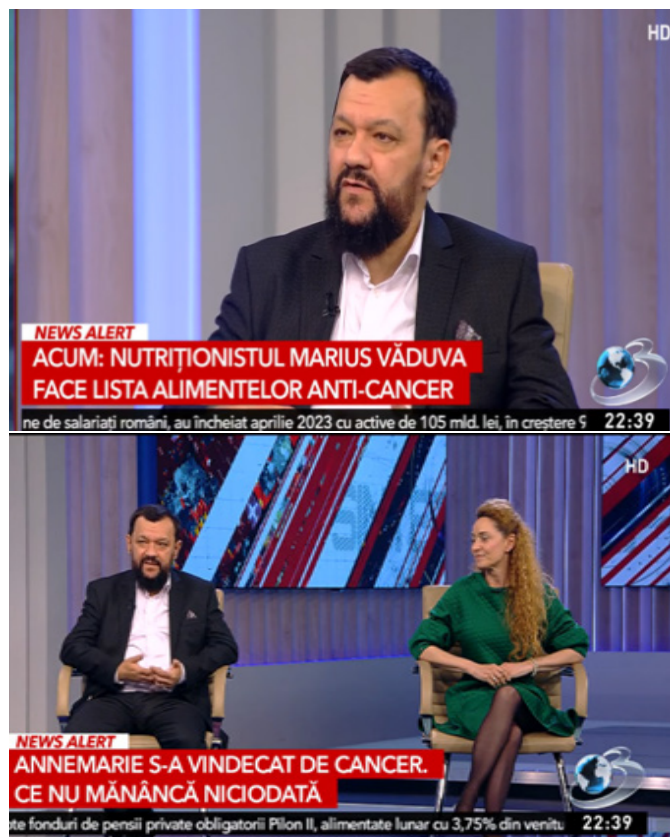 HD
NEWS ALERT
ACUM: NUTRIȚIONISTUL MARIUS VĂDUVA
FACE LISTA ALIMENTELOR ANTI-CANCER
3
ne de salariați români, au încheiat aprilie 2023 cu active de 105 mld. lei, în creștere 9
22:39
HD
NEWS ALERT
ANNEMARIE S-A VINDECAT DE CANCER.
CE NU MĂNÂNCĂ NICIODATĂ
3
te fonduri de pensii private obligatorii Pilon II, alimentate lunar cu 3,75% din venitu
22:39